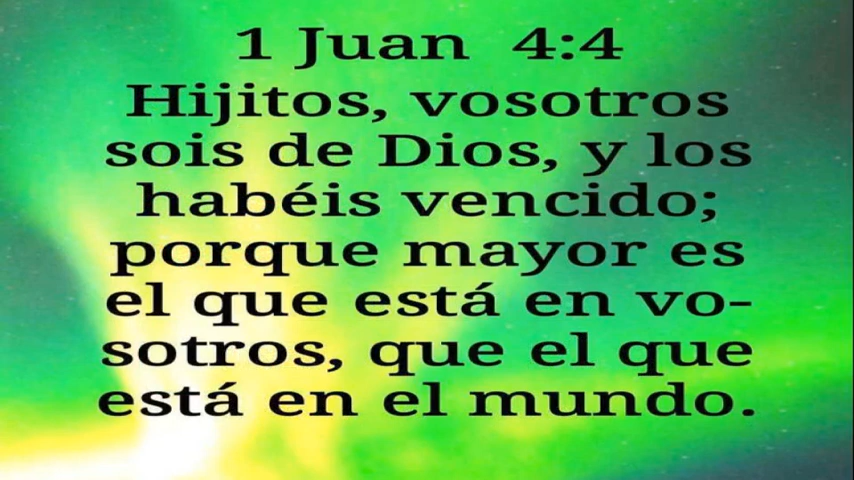 1 Juan 4:4
Hijitos, vosotros
sois de Dios, y los
habéis vencido;
porque mayor es
el que está en vo-
sotros, que el que
está en el mundo.